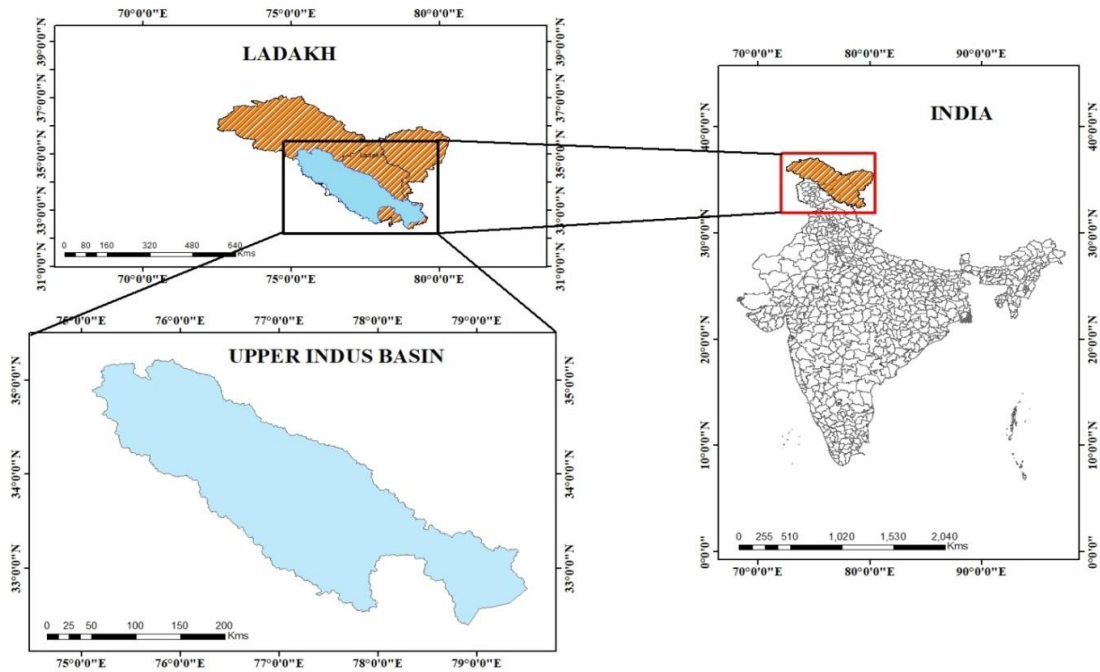 70°0'0"E 75°0'0"E 80°0'0"E
LADAKH
39°0'0"N
37°0'0"N
35°0'0"N
33°0'0"N
31°0'0"N
39°0'0"N
37°0'0"N
35°0'0"N
33°0'0"N
31°0'0"N
0 80 160 320 480 640
Kms
70°0'0"E 75°0'0"E 80°0'0"E
70°0'0"E 80°0'0"E 90°0'0"E
INDIA
40°0'0"N
30°0'0"N
20°0'0"N
10°0'0"N
0°0'0"
40°0'0"N
30°0'0"N
20°0'0"N
10°0'0"N
0°0'0"
0 255 510 1,020 1,530 2,040
Kms
70°0'0"E 80°0'0"E 90°0'0"E
75°0'0"E 76°0'0"E 77°0'0"E 78°0'0"E 79°0'0"E
UPPER INDUS BASIN
35°0'0"N
34°0'0"N
33°0'0"N
35°0'0"N
34°0'0"N
33°0'0"N
0 25 50 100 150 200
Kms
75°0'0"E 76°0'0"E 77°0'0"E 78°0'0"E 79°0'0"E